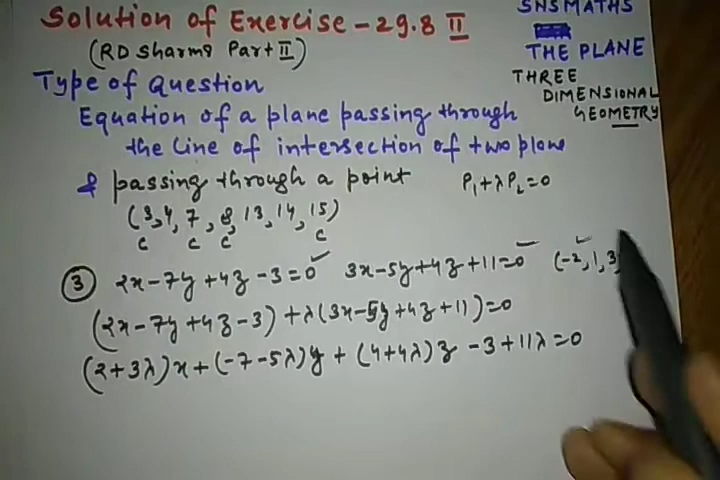 Solution of Exercise - 29.8 II
(RD Sharma Part II)
SNSMATHS
THE PLANE
THREE
DIMENSIONAL
GEOMETRY
Type of Question
Equation of a plane passing through
the line of intersection of two plane
& passing through a point P₁+λP₂=0
(3,4, 7, 8, 13, 14, 15)
C C C C
③ 2x-7y+4z-3=0 3x-5y+4z+11=0 (-2,1,3
(2x-7y+4z-3)+λ(3x-5y+4z+11)=0
(2+3λ)x+(-7-5λ)y+(4+4λ)z-3+11λ=0